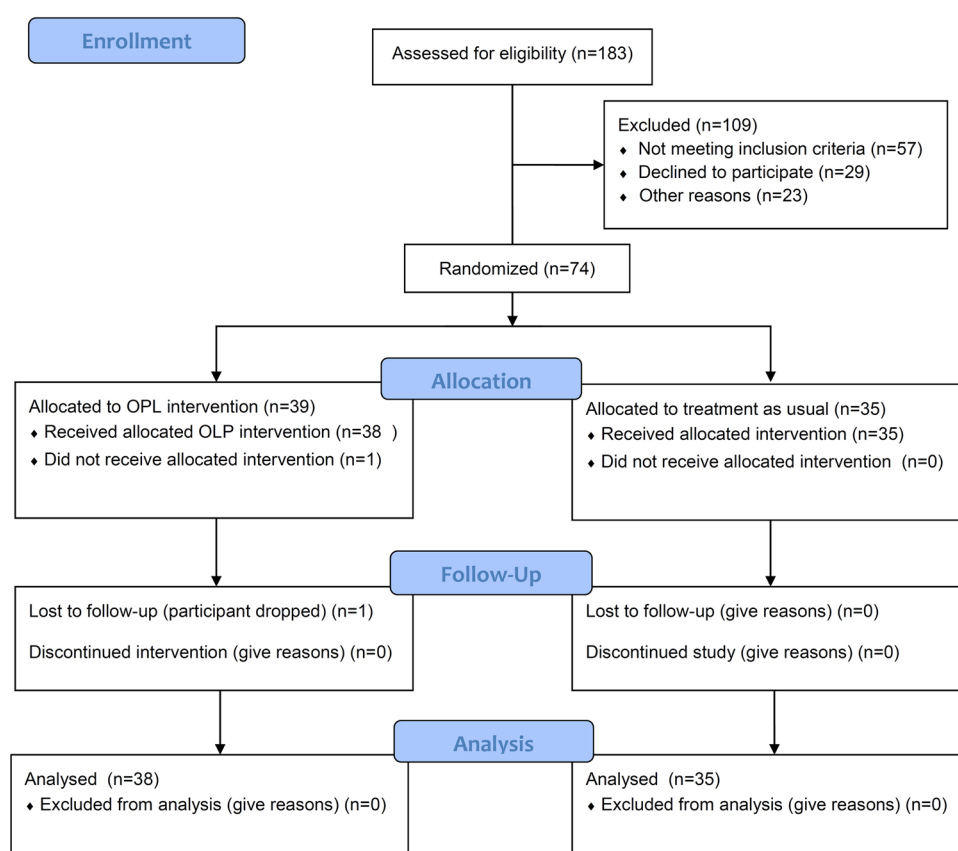 Enrollment
Assessed for eligibility (n=183)
Excluded (n=109)
♦ Not meeting inclusion criteria (n=57)
♦ Declined to participate (n=29)
♦ Other reasons (n=23)
Randomized (n=74)
Allocation
Allocated to OPL intervention (n=39)
♦ Received allocated OLP intervention (n=38 )
♦ Did not receive allocated intervention (n=1)
Allocated to treatment as usual (n=35)
♦ Received allocated intervention (n=35)
♦ Did not receive allocated intervention (n=0)
Follow-Up
Lost to follow-up (participant dropped) (n=1)
Discontinued intervention (give reasons) (n=0)
Lost to follow-up (give reasons) (n=0)
Discontinued study (give reasons) (n=0)
Analysis
Analysed (n=38)
♦ Excluded from analysis (give reasons) (n=0)
Analysed (n=35)
♦ Excluded from analysis (give reasons) (n=0)